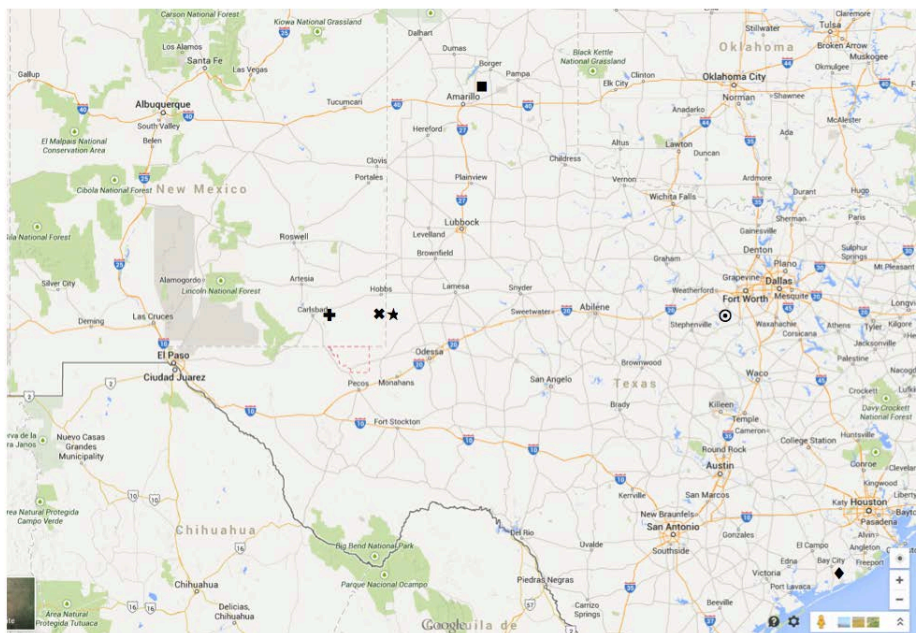 Carson National Forest
Kiowa National Grassland
Dalhart
Stillwater
Claremore
Tulsa
Broken Arrow
Muskogee
Los Alamos
Santa Fe
Las Vegas
Dumas
Borger
Pampa
Black Kettle
National Grassland
Oklahoma
Okmulgee
Gallup
Albuquerque
South Valley
Belen
Tucumcari
Amarillo
Elk City
Clinton
Oklahoma City
Norman
Shawnee
El Malpais National
Conservation Area
Hereford
Anadarko
McAlester
Altus
Lawton
Duncan
Ada
Clovis
Portales
Plainview
Childress
Vernon
Ardmore
Cibola National Forest
New Mexico
Wichita Falls
Durant
Hugo
Sherman
Paris
Gainesville
Lubbock
Levelland
Brownfield
Roswell
Graham
Denton
Plano
Sulphur
Springs
Mt Pleasant
Silver City
Alamogordo
Lincoln National Forest
Artesia
Hobbs
Lamesa
Snyder
Weatherford
Grapevine
Dallas
Fort Worth
Mesquite
Carlsbad
Sweetwater
Abilene
Stephenville
Waxahachie
Athens
Tyler
Corsicana
Jacksonville
Deming
Las Cruces
El Paso
Ciudad Juarez
Odessa
Monahans
Pecos
San Angelo
Brownwood
Texas
Palestine
Waco
Brady
Killeen
Temple
Cameron
Crockett
Davy Crockett
National Forest
Nuevo Casas
Grandes
Municipality
Fort Stockton
College Station
Huntsville
Round Rock
Austin
Conroe
Kingwood
Area Natural Protegida
Campo Verde
Chihuahua
Kerrville
San Marcos
New Braunfels
San Antonio
Southside
Gonzales
Katy
Houston
Pasadena
Alvin
Big Bend National Park
Parque Nacional Ocampo
Del Rio
Uvalde
El Campo
Edna
Bay City
Angleton
Freeport
Victoria
Port Lavaca
Chihuahua
Delicias,
Chihuahua
Piedras Negras
Carrizo
Springs
Beeville
Area Natural
Protegida Tutuaca
Google